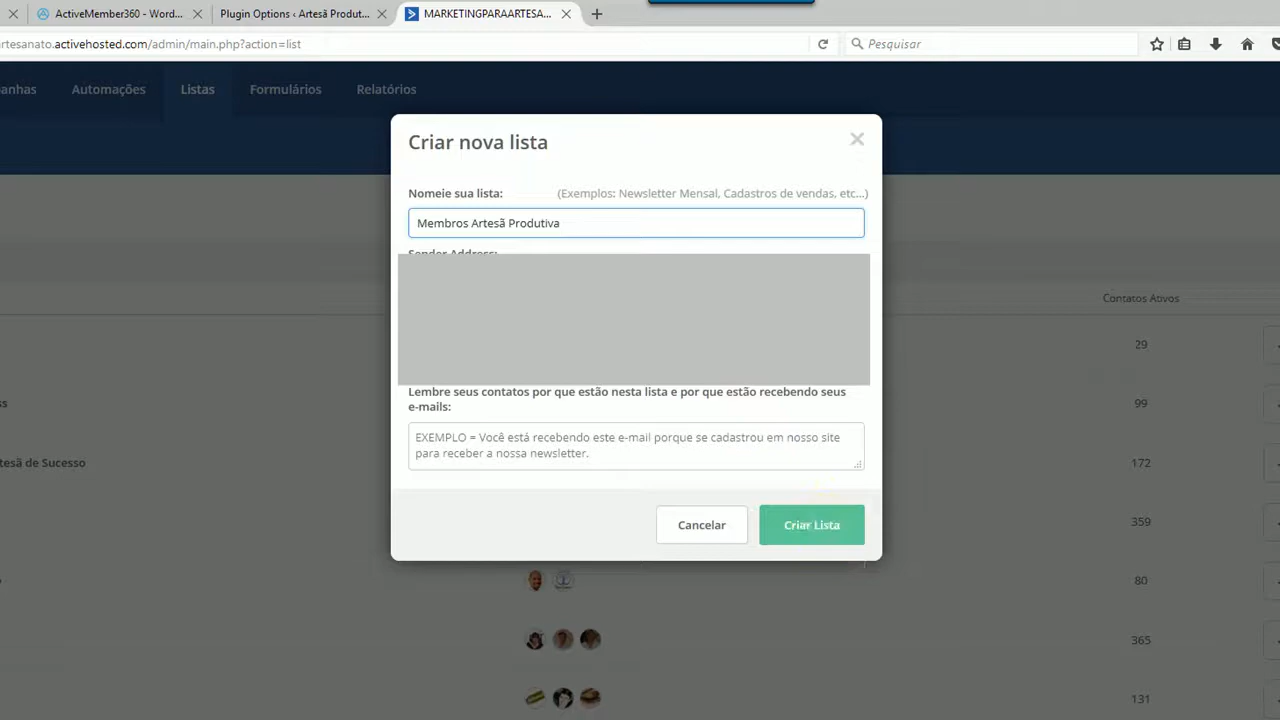 ActiveMember360 - Word...
Plugin Options ‹ Artesã Produt...
MARKETINGPARAARTESA...
artesanato.activehosted.com/admin/main.php?action=list
Pesquisar
anhas
Automações
Listas
Formulários
Relatórios
Criar nova lista
Nomeie sua lista:
(Exemplos: Newsletter Mensal, Cadastros de vendas, etc...)
Membros Artesã Produtiva
Sender Address:
Contatos Ativos
29
Lembre seus contatos por que estão nesta lista e por que estão recebendo seus
e-mails:
ss
99
EXEMPLO = Você está recebendo este e-mail porque se cadastrou em nosso site
para receber a nossa newsletter.
tesã de Sucesso
172
Cancelar
Criar Lista
359
80
365
131